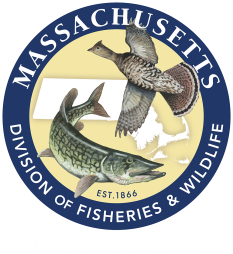 MASSACHUSETTS
EST.1866
DIVISION OF FISHERIES & WILDLIFE